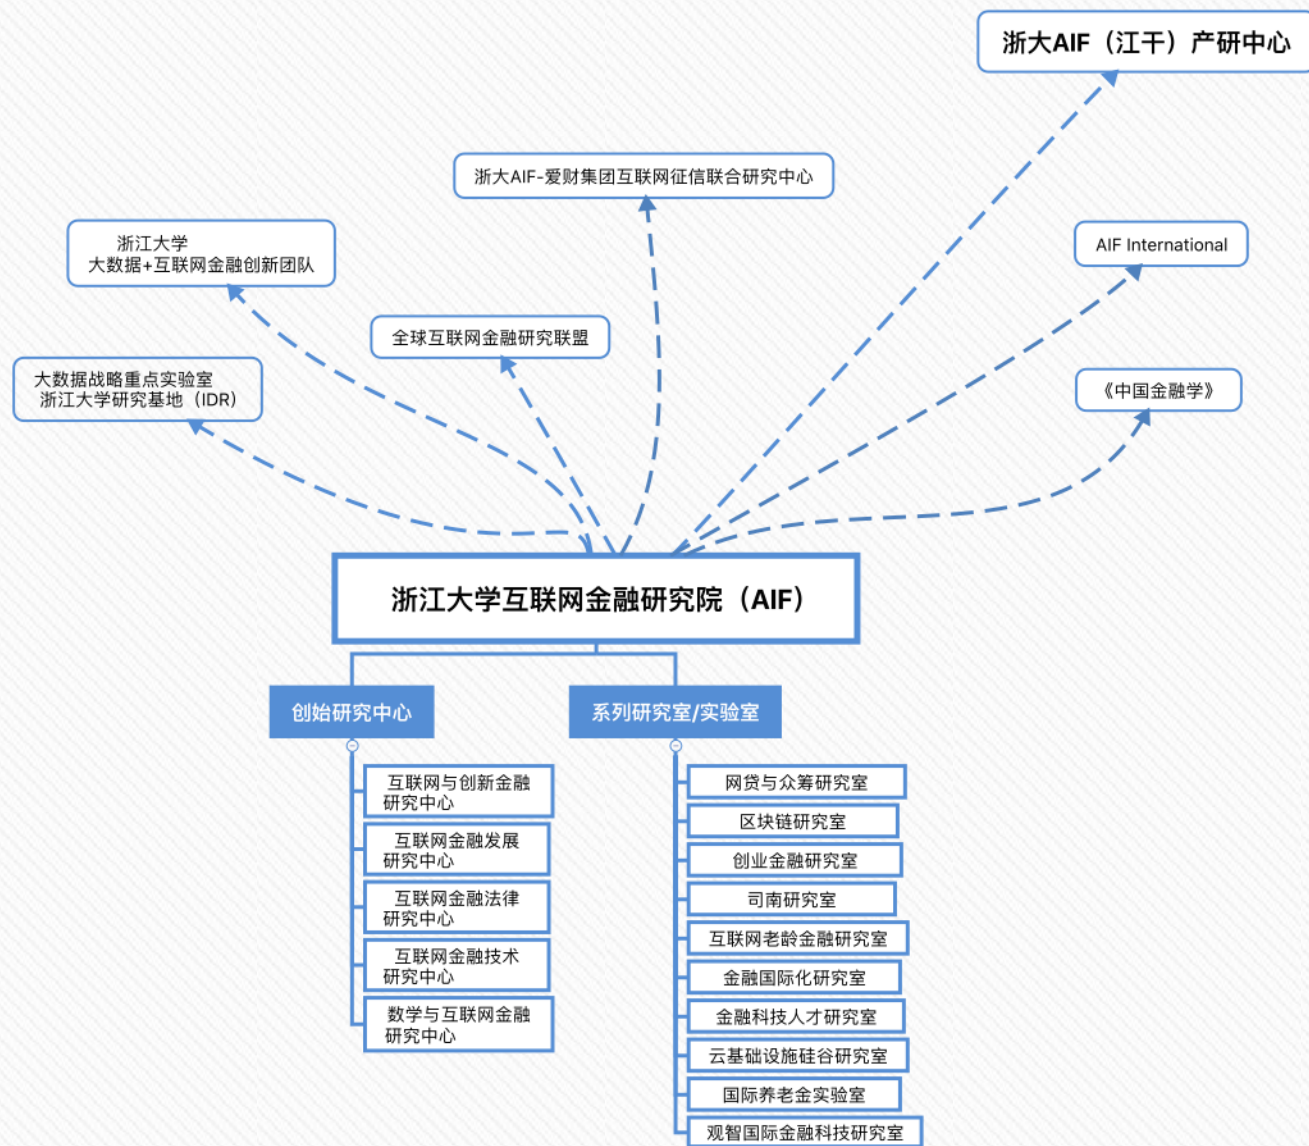 浙大AIF（江干）产研中心
浙大AIF-爱财集团互联网征信联合研究中心
浙江大学
大数据+互联网金融创新团队
AIF International
全球互联网金融研究联盟
大数据战略重点实验室
浙江大学研究基地（IDR）
《中国金融学》
浙江大学互联网金融研究院（AIF）
创始研究中心
互联网与创新金融
研究中心
互联网金融发展
研究中心
互联网金融法律
研究中心
互联网金融技术
研究中心
数学与互联网金融
研究中心
系列研究室/实验室
网贷与众筹研究室
区块链研究室
创业金融研究室
司南研究室
互联网老龄金融研究室
金融国际化研究室
金融科技人才研究室
云基础设施硅谷研究室
国际养老金实验室
观智国际金融科技研究室